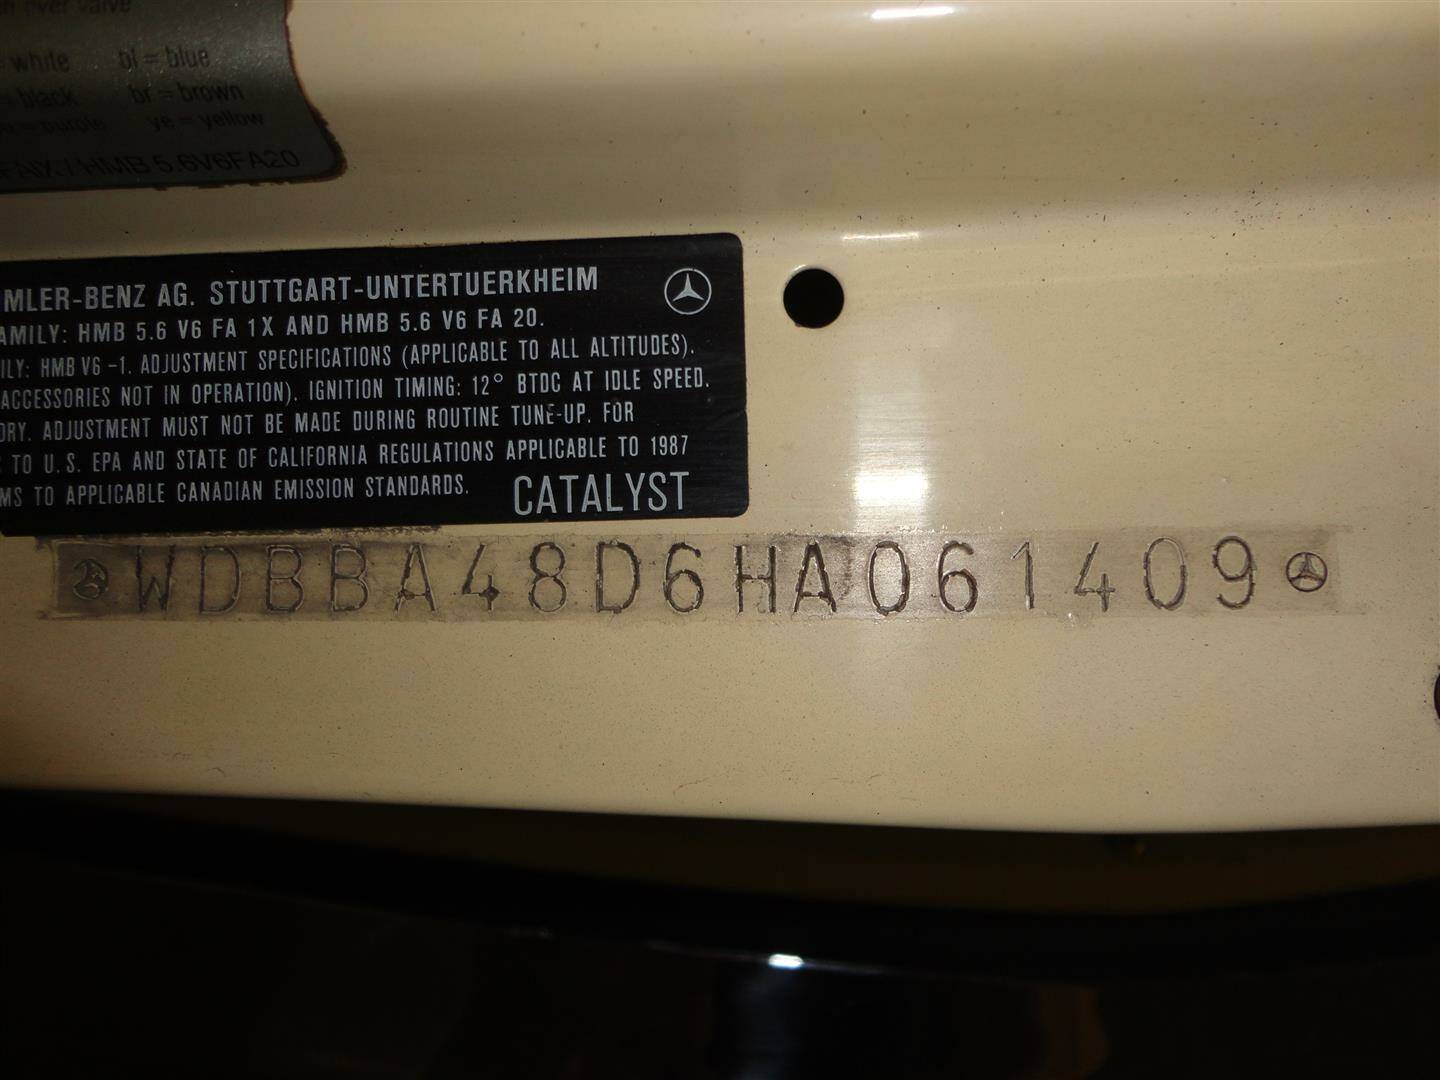 over valve
= white bl = blue
= black br = brown
= purple ye = yellow
HMB 5.6V6FA20
MLER-BENZ AG. STUTTGART-UNTERTUERKHEIM
AMILY: HMB 5.6 V6 FA 1X AND HMB 5.6 V6 FA 20.
ILY: HMB V6 -1. ADJUSTMENT SPECIFICATIONS (APPLICABLE TO ALL ALTITUDES).
ACCESSORIES NOT IN OPERATION). IGNITION TIMING: 12° BTDC AT IDLE SPEED.
ORY. ADJUSTMENT MUST NOT BE MADE DURING ROUTINE TUNE-UP. FOR
TO U.S. EPA AND STATE OF CALIFORNIA REGULATIONS APPLICABLE TO 1987
MS TO APPLICABLE CANADIAN EMISSION STANDARDS. CATALYST
WDBBA48D6HA061409